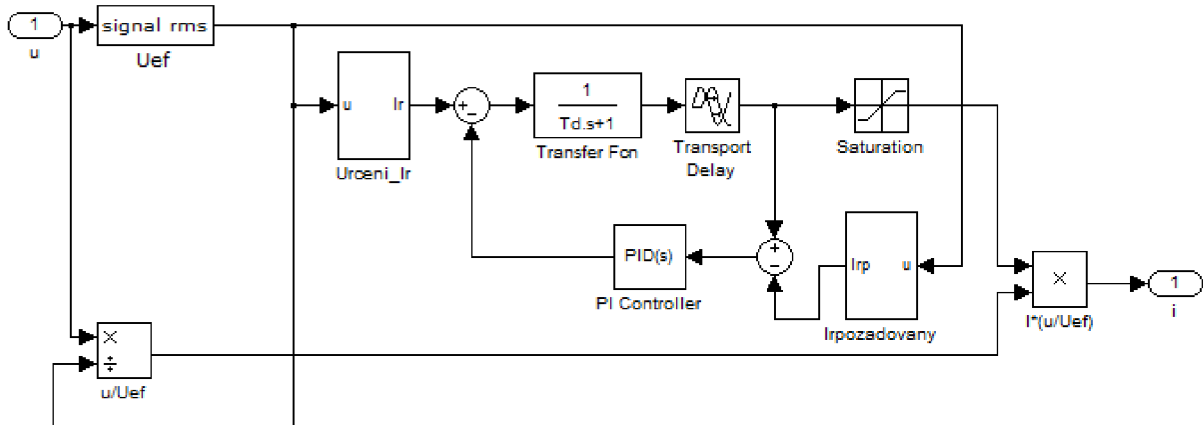 1
u
signal rms
Uef
u Ir
Urceni_Ir
+
−
1
Td.s+1
Transfer Fcn
Transport
Delay
Saturation
PID(s)
PI Controller
+
−
Irp u
Irpozadovany
×
÷
u/Uef
×
I*(u/Uef)
1
i